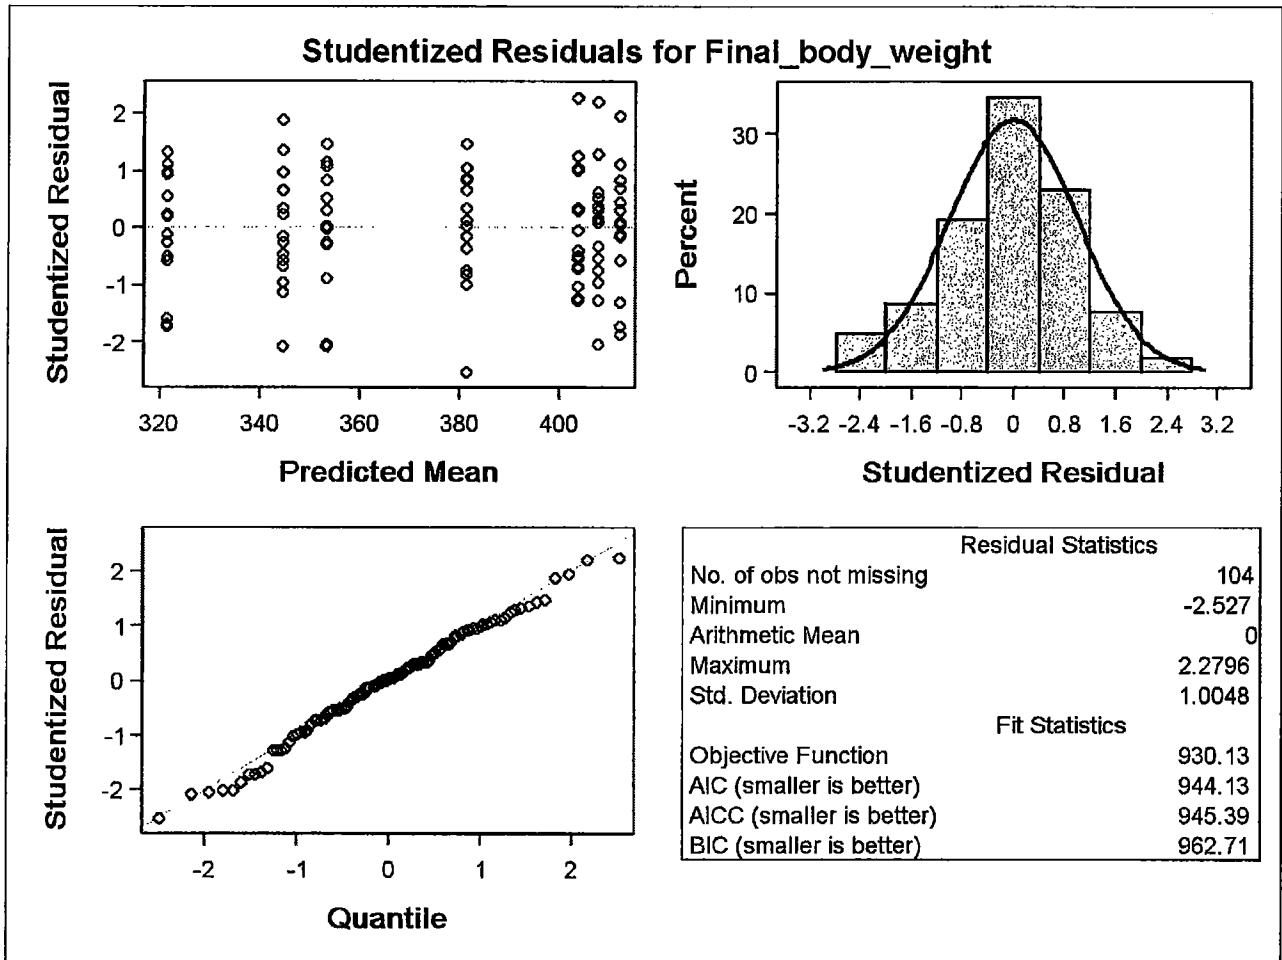 Studentized Residuals for Final_body_weight
Studentized Residual
2
1
0
-1
-2
320 340 360 380 400
Predicted Mean
Percent
30
20
10
0
-3.2 -2.4 -1.6 -0.8 0 0.8 1.6 2.4 3.2
Studentized Residual
Studentized Residual
2
1
0
-1
-2
-2 -1 0 1 2
Quantile
Residual Statistics
No. of obs not missing 104
Minimum -2.527
Arithmetic Mean 0
Maximum 2.2796
Std. Deviation 1.0048
Fit Statistics
Objective Function 930.13
AIC (smaller is better) 944.13
AICC (smaller is better) 945.39
BIC (smaller is better) 962.71